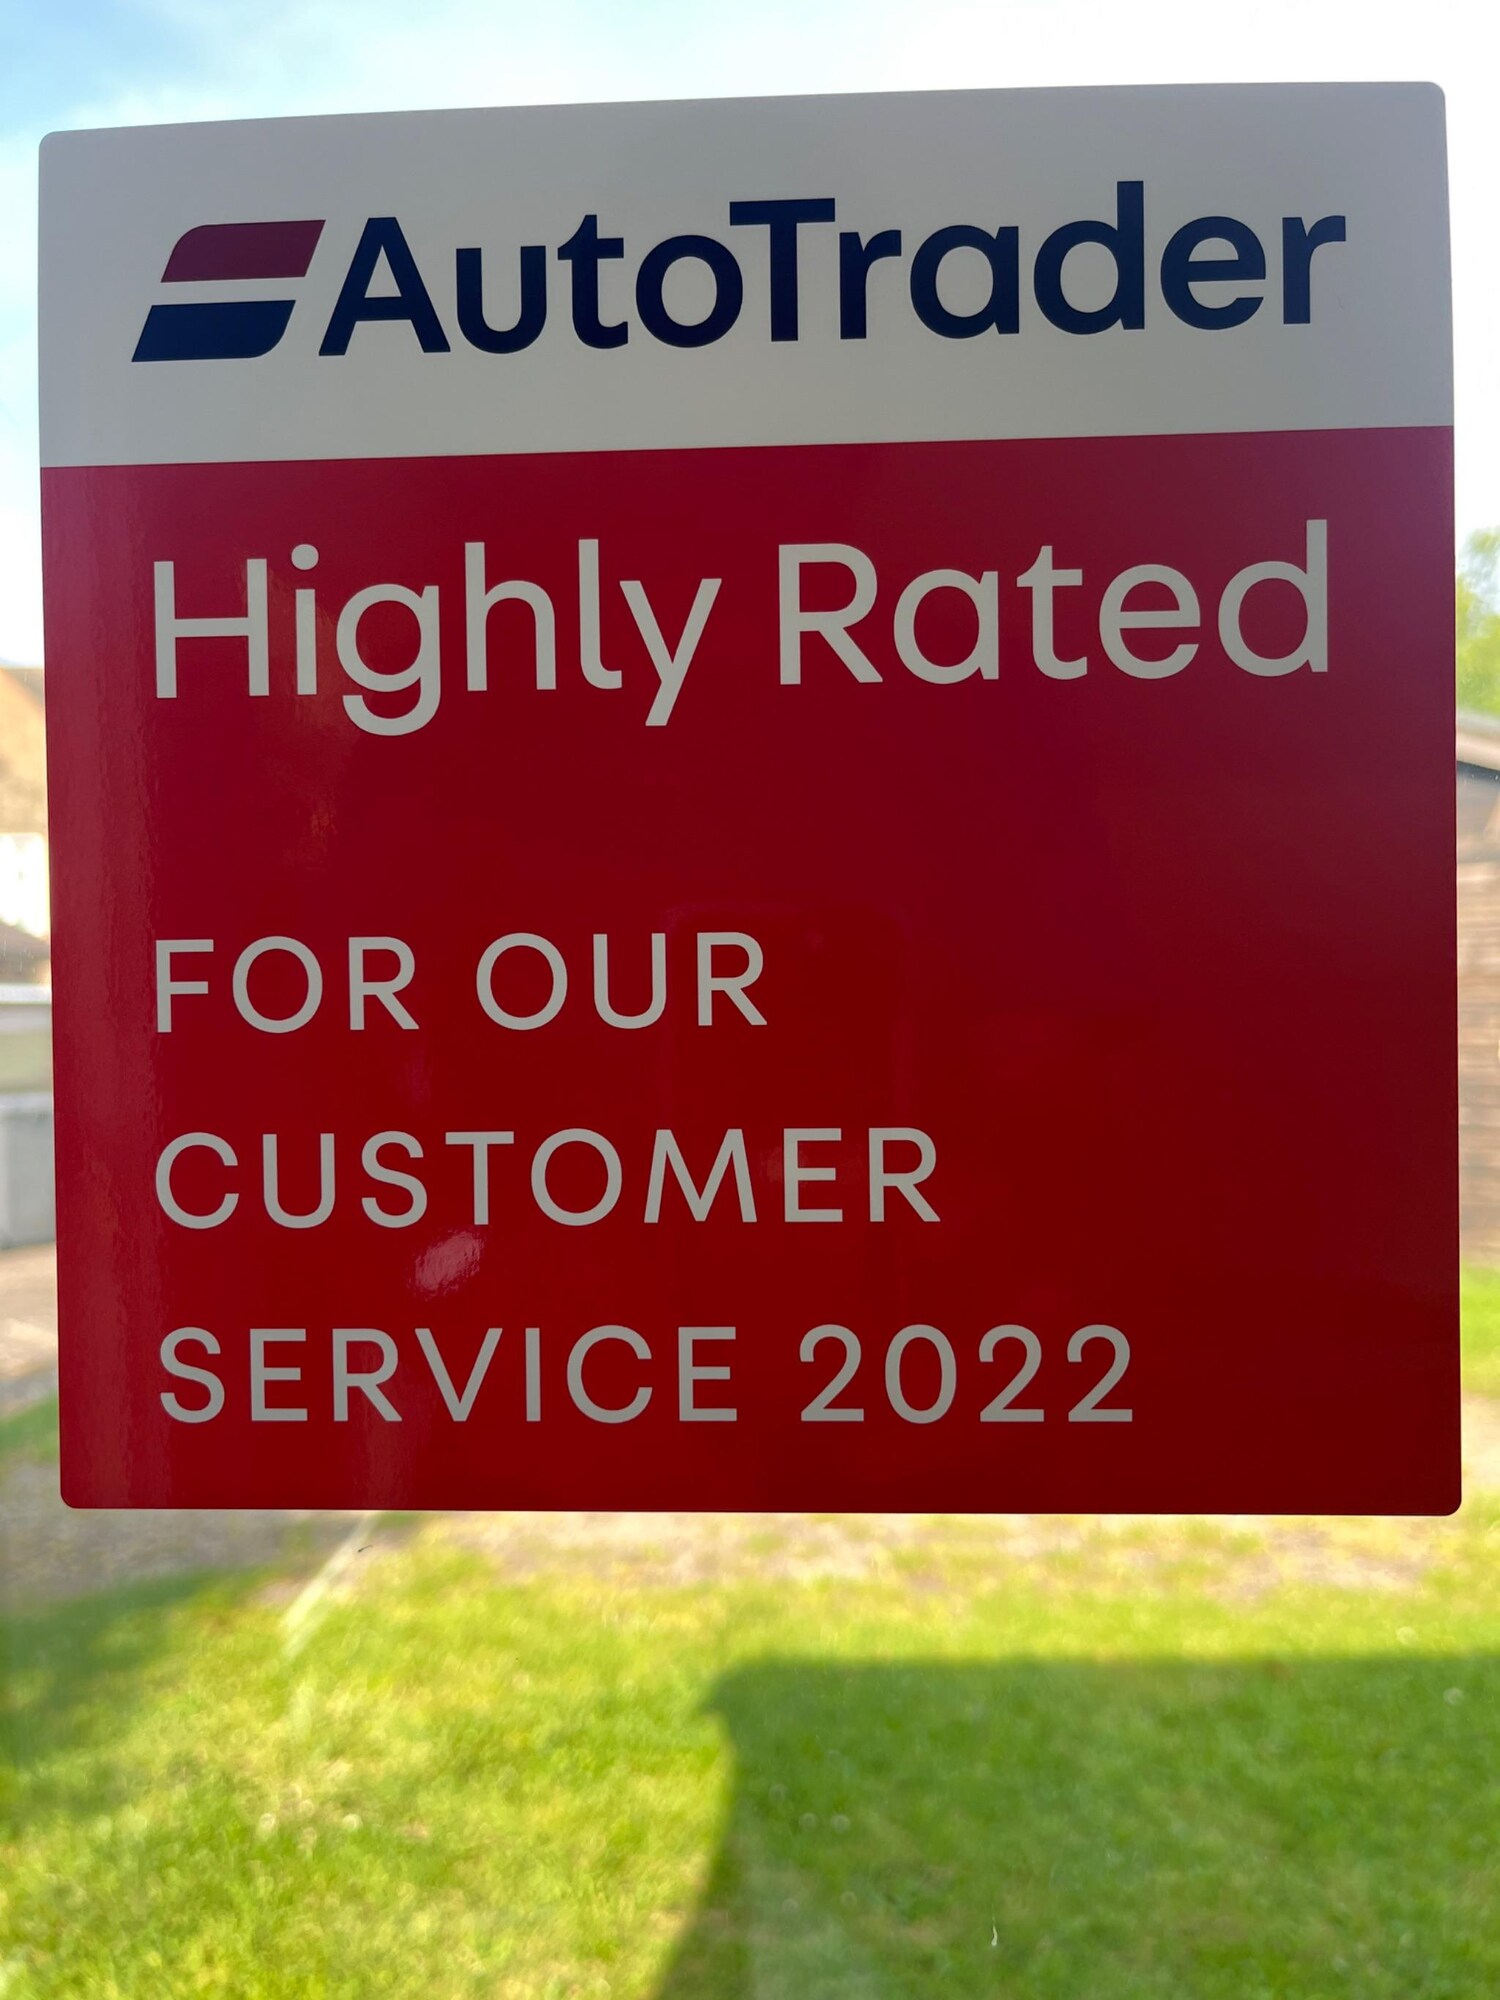 AutoTrader
Highly Rated
FOR OUR
CUSTOMER
SERVICE 2022